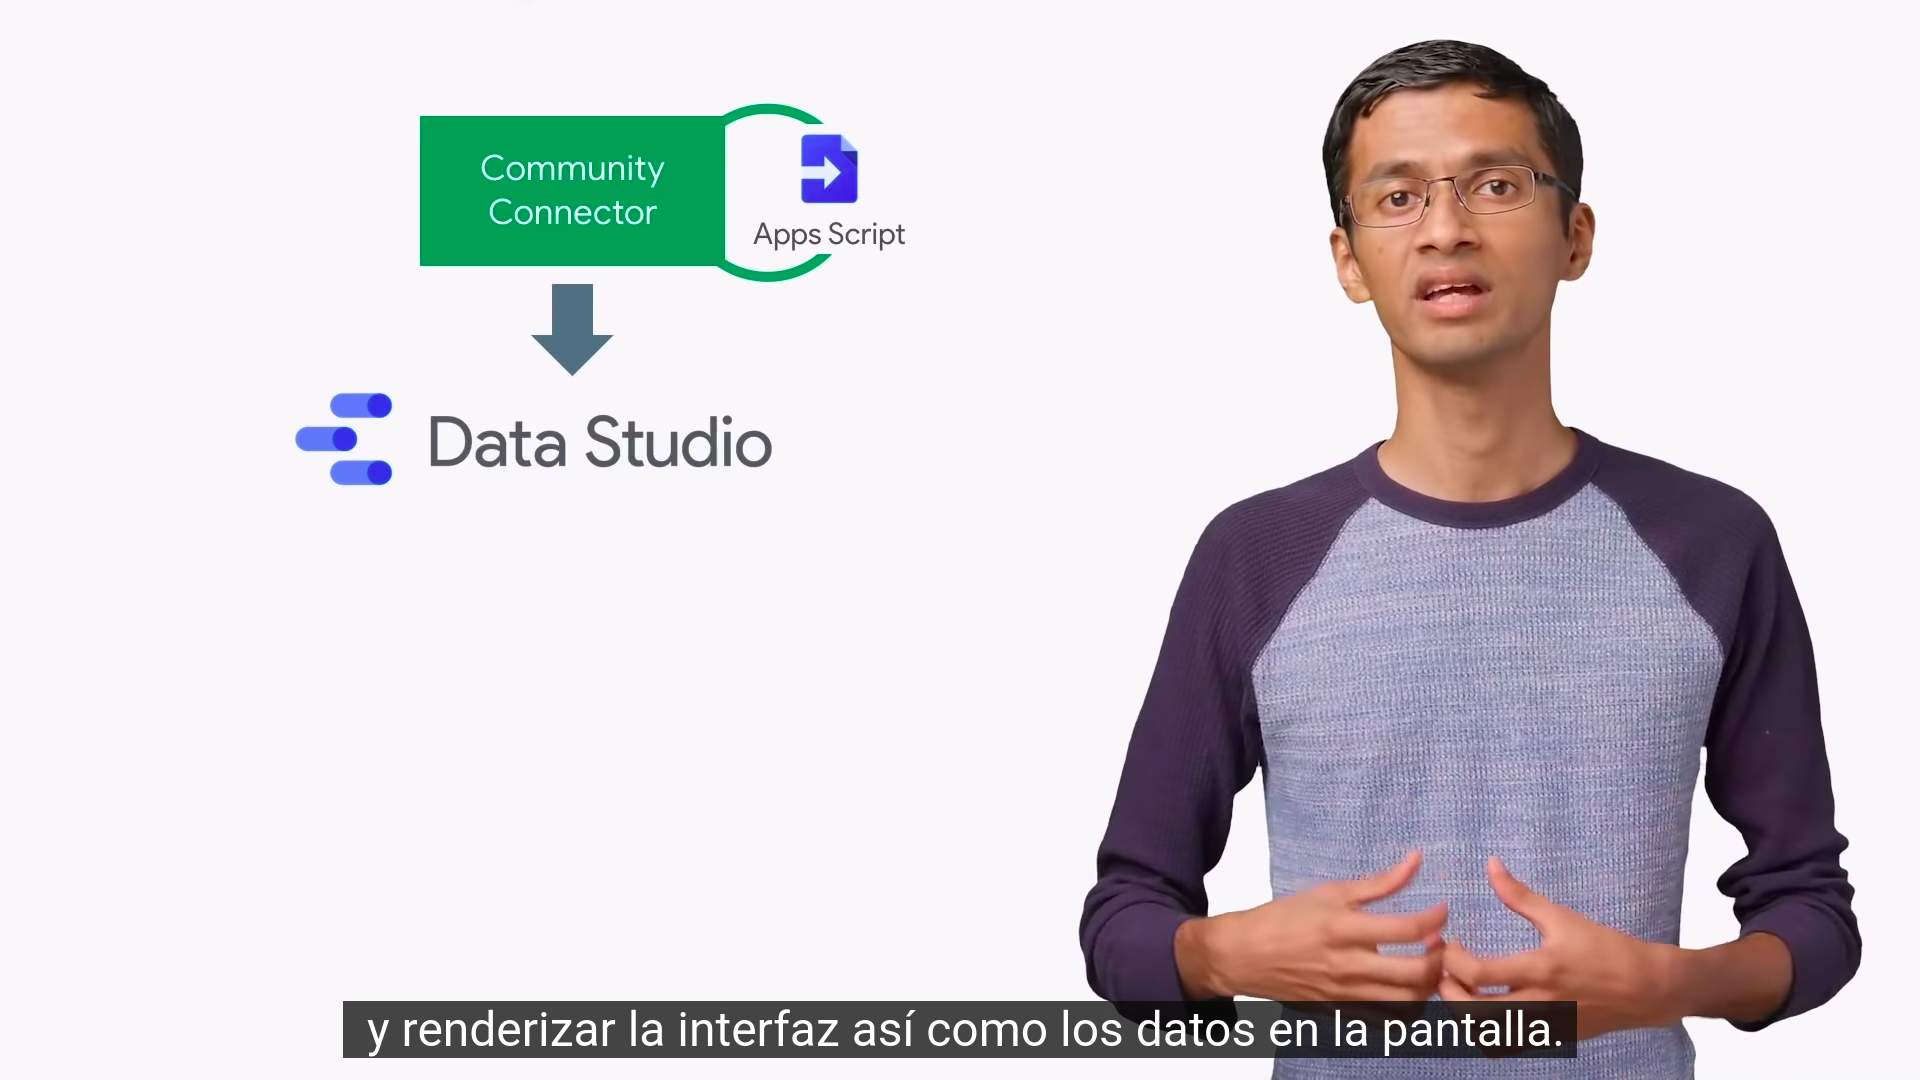 Community
Connector
Apps Script
Data Studio
y renderizar la interfaz así como los datos en la pantalla.